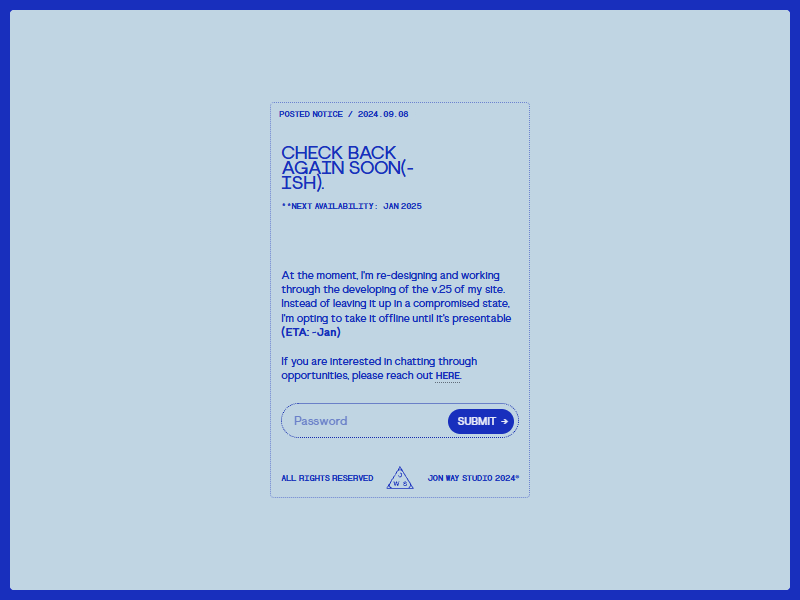 POSTED NOTICE / 2024.09.08
CHECK BACK
AGAIN SOON(-
ISH).
**NEXT AVAILABILITY: JAN 2025
At the moment, I'm re-designing and working
through the developing of the v.25 of my site.
Instead of leaving it up in a compromised state,
I'm opting to take it offline until it's presentable
(ETA: ~Jan)
If you are interested in chatting through
opportunities, please reach out HERE.
Password
SUBMIT →
J
W S
ALL RIGHTS RESERVED
JON WAY STUDIO 2024®